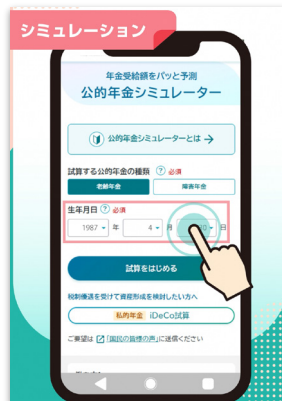 シミュレーション
年金受給額をパッと予測
公的年金シミュレーター
公的年金シミュレーターとは →
試算する公的年金の種類 ? 必須
老齢年金 障害年金
生年月日 ? 必須
1987 年 4 月 日
試算をはじめる
税制優遇を受けて資産形成を検討したい方へ
私的年金 iDeCo試算
ご要望は「国民の皆様の声」に送信ください